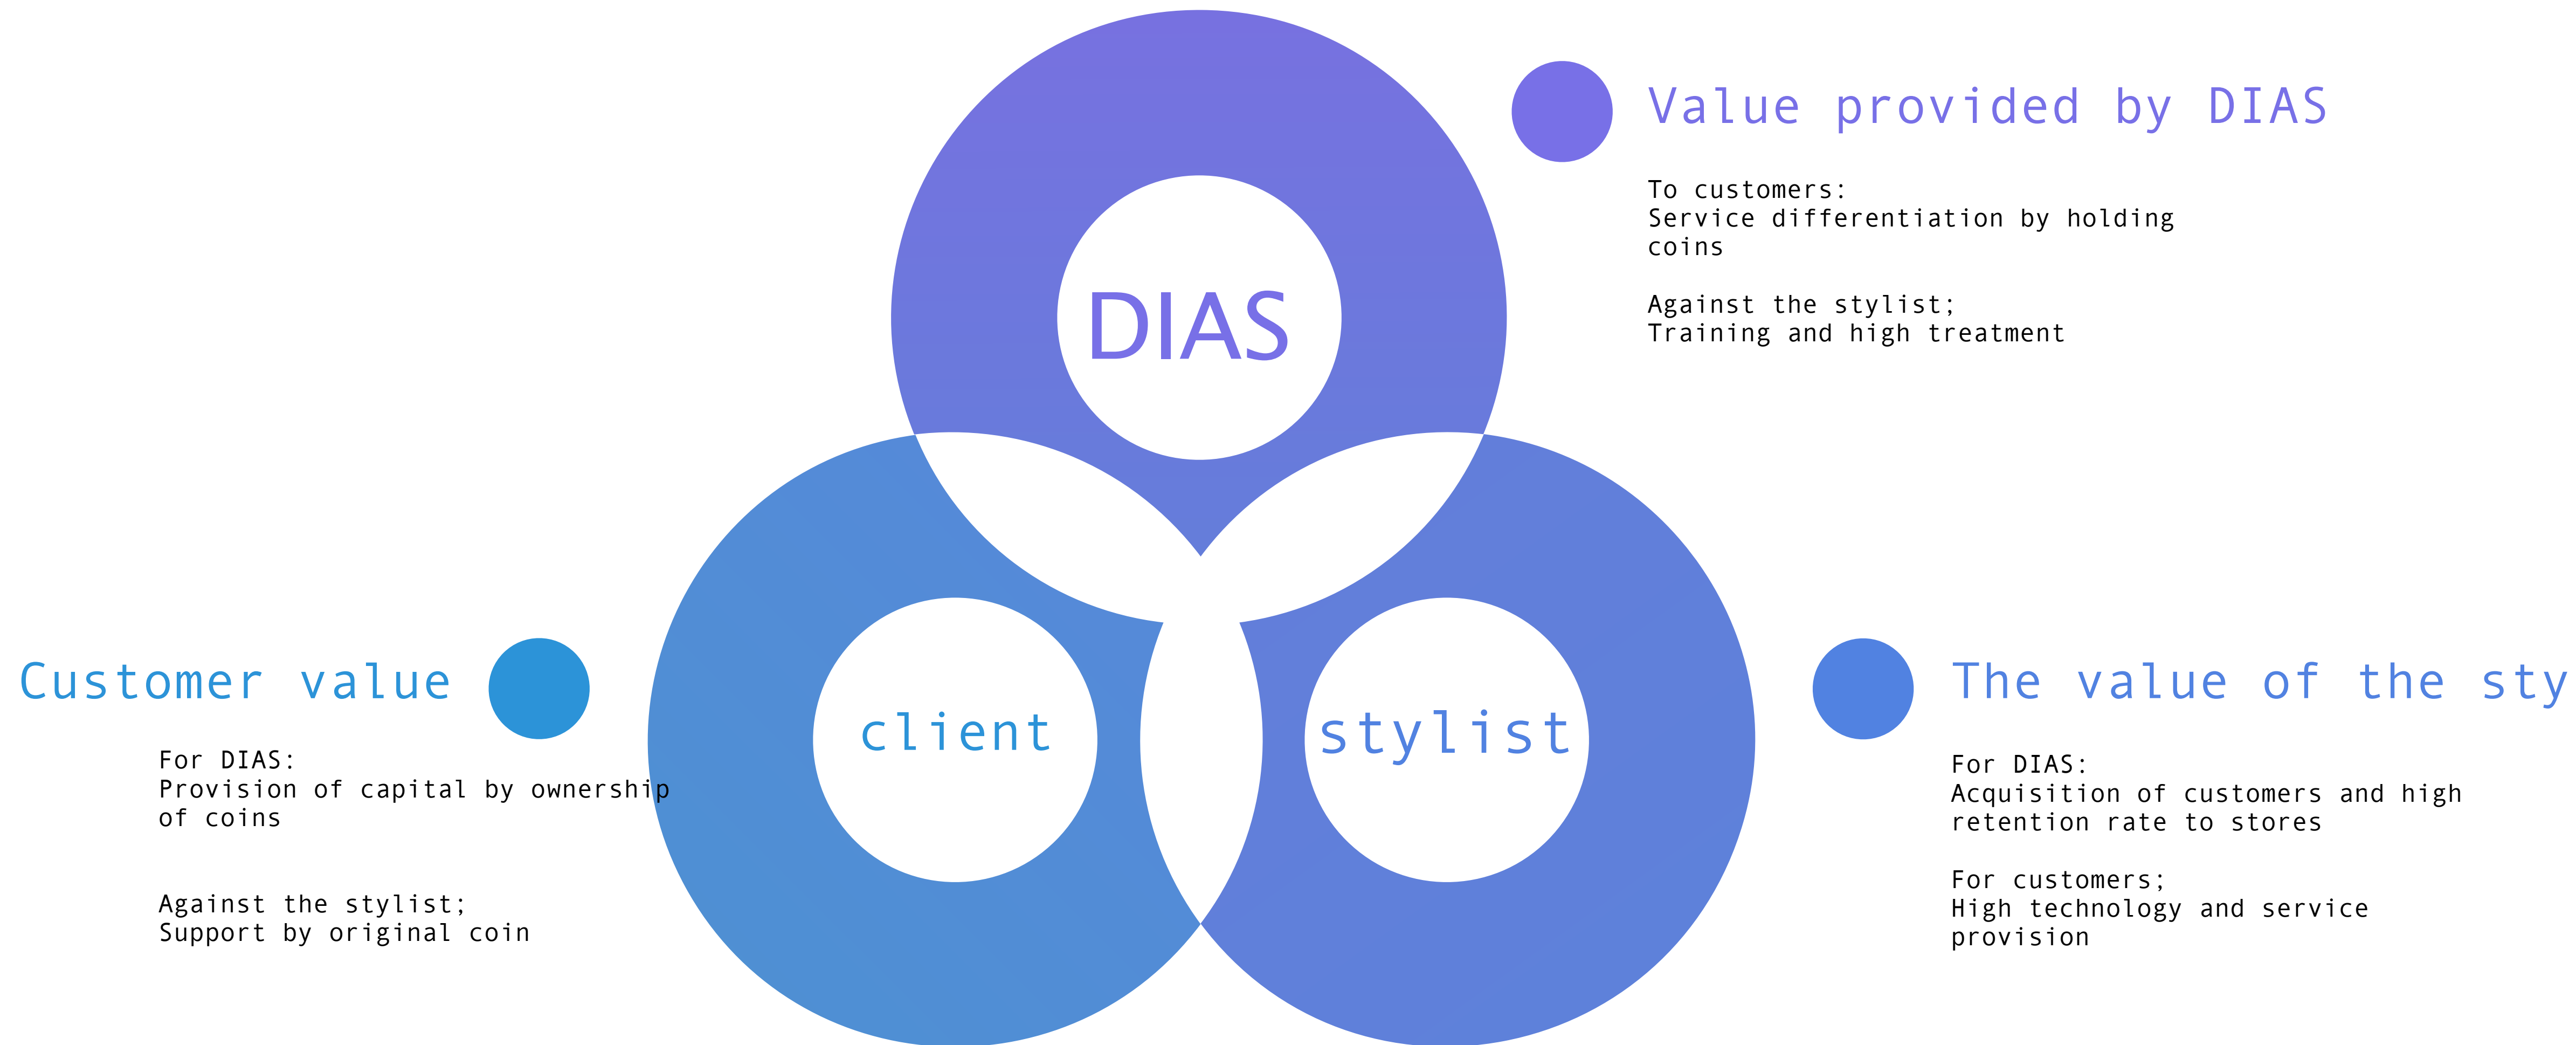 DIAS
Value provided by DIAS
To customers:
Service differentiation by holding
coins
Against the stylist;
Training and high treatment
Customer value
For DIAS:
Provision of capital by ownership
of coins
Against the stylist;
Support by original coin
client
stylist
The value of the sty
For DIAS:
Acquisition of customers and high
retention rate to stores
For customers;
High technology and service
provision